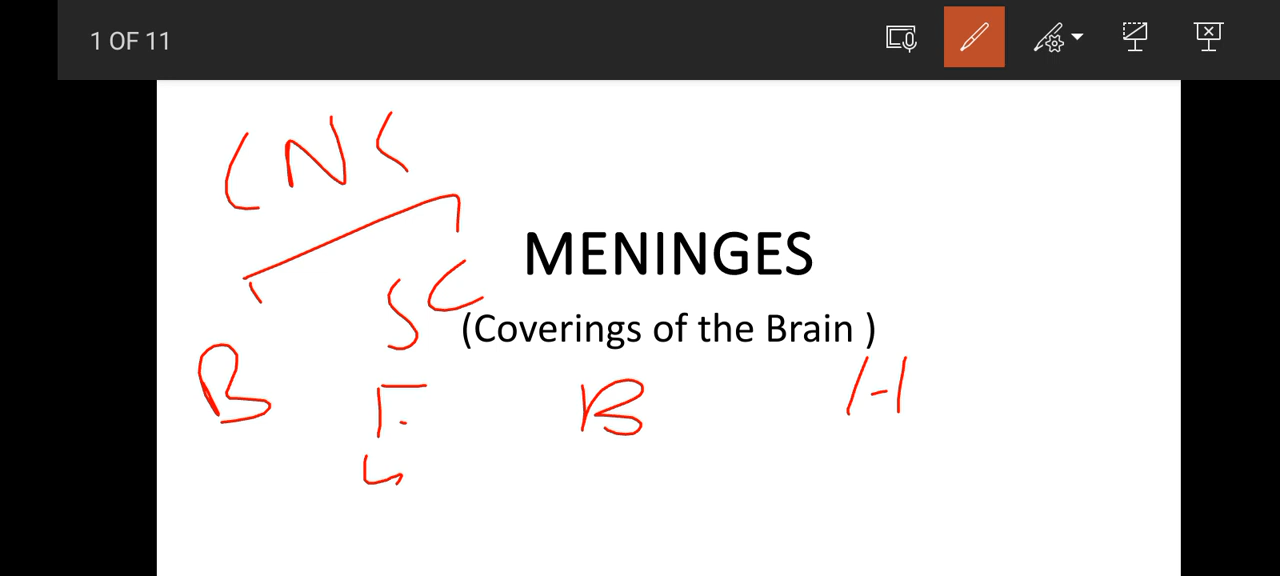 1 OF 11
CNS
MENINGES
SC
(Coverings of the Brain )
B F B H